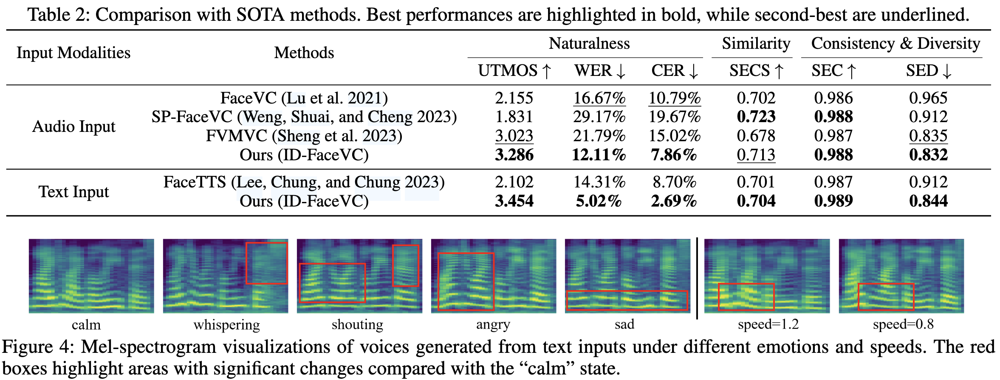 Table 2: Comparison with SOTA methods. Best performances are highlighted in bold, while second-best are underlined.
Input Modalities Methods Naturalness Similarity Consistency & Diversity
UTMOS ↑ WER ↓ CER ↓ SECS ↑ SEC ↑ SED ↓
Audio Input
FaceVC (Lu et al. 2021) 2.155 16.67% 10.79% 0.702 0.986 0.965
SP-FaceVC (Weng, Shuai, and Cheng 2023) 1.831 29.17% 19.67% 0.723 0.988 0.912
FVMVC (Sheng et al. 2023) 3.023 21.79% 15.02% 0.678 0.987 0.835
Ours (ID-FaceVC) 3.286 12.11% 7.86% 0.713 0.988 0.832
Text Input
FaceTTS (Lee, Chung, and Chung 2023) 2.102 14.31% 8.70% 0.701 0.987 0.912
Ours (ID-FaceVC) 3.454 5.02% 2.69% 0.704 0.989 0.844
calm whispering shouting angry sad speed=1.2 speed=0.8
Figure 4: Mel-spectrogram visualizations of voices generated from text inputs under different emotions and speeds. The red
boxes highlight areas with significant changes compared with the “calm” state.